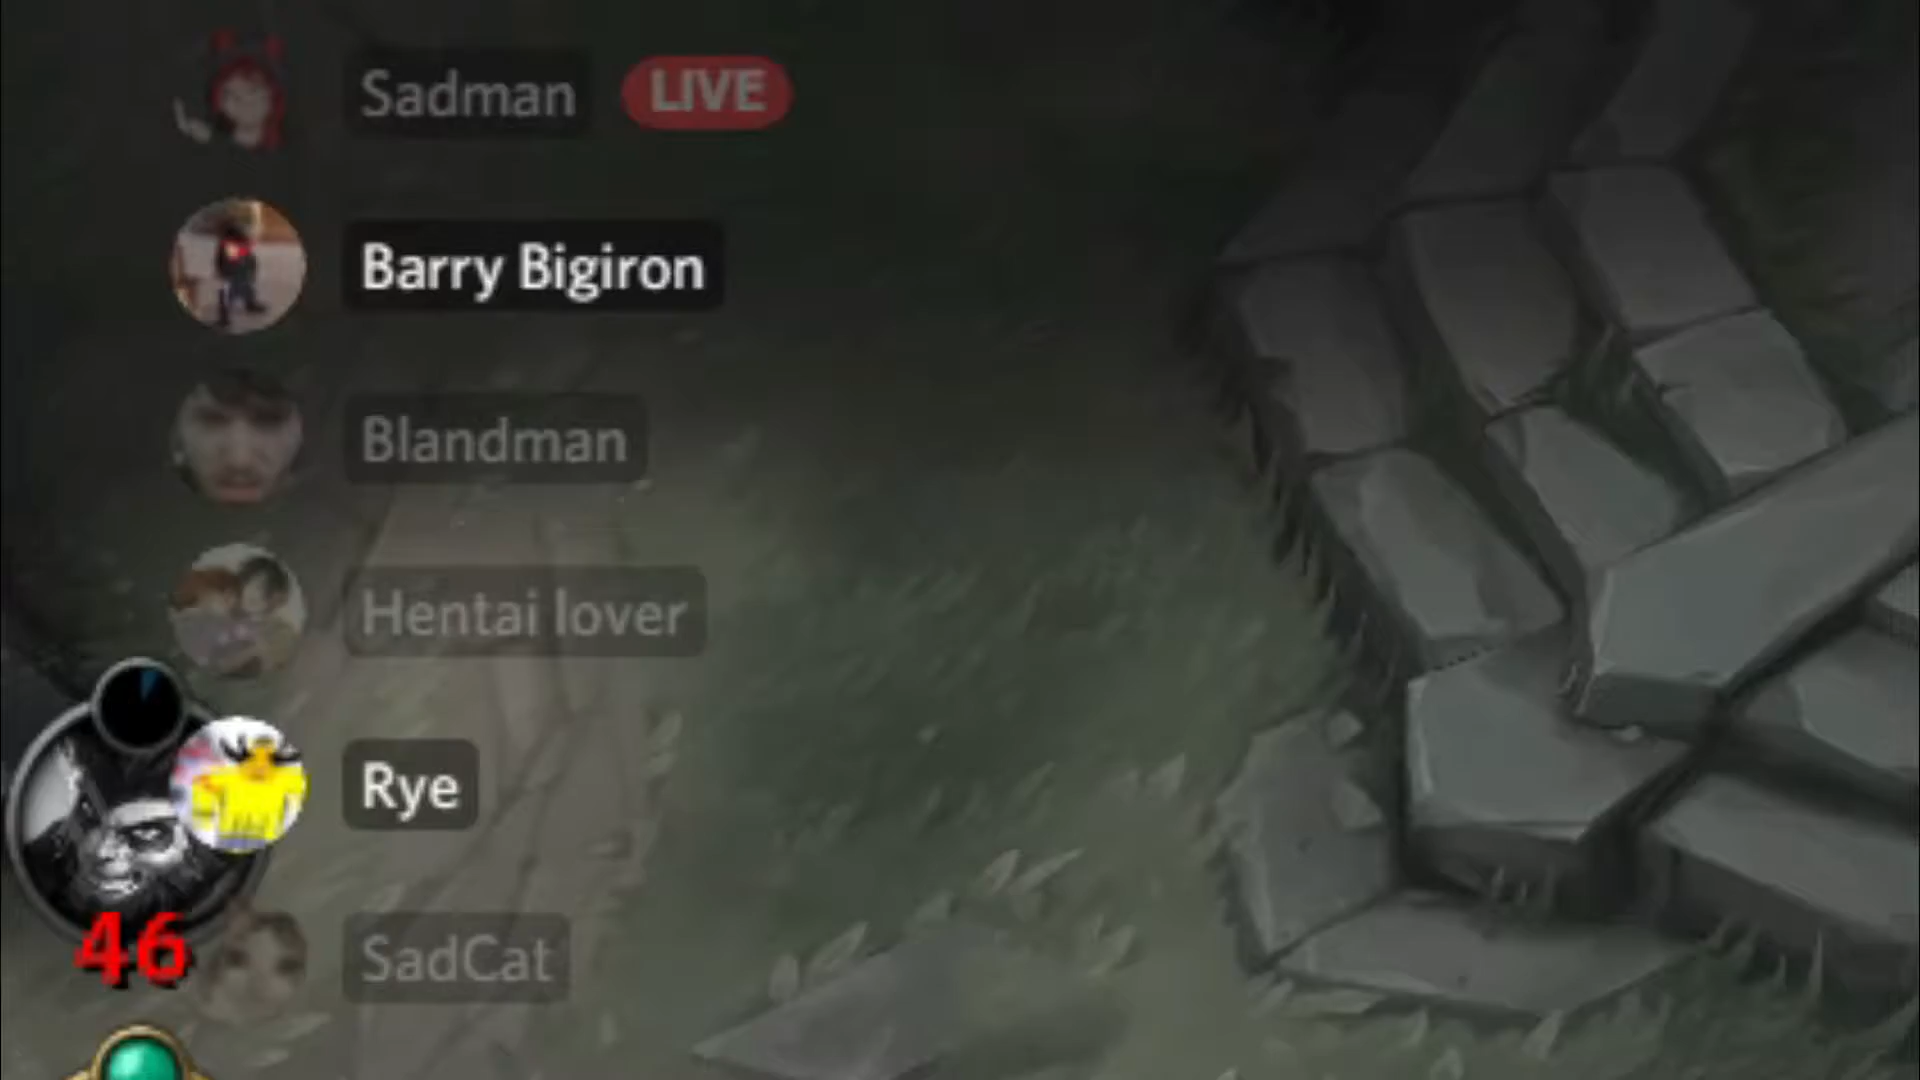 Sadman LIVE
Barry Bigiron
Blandman
Hentai lover
Rye
46
SadCat